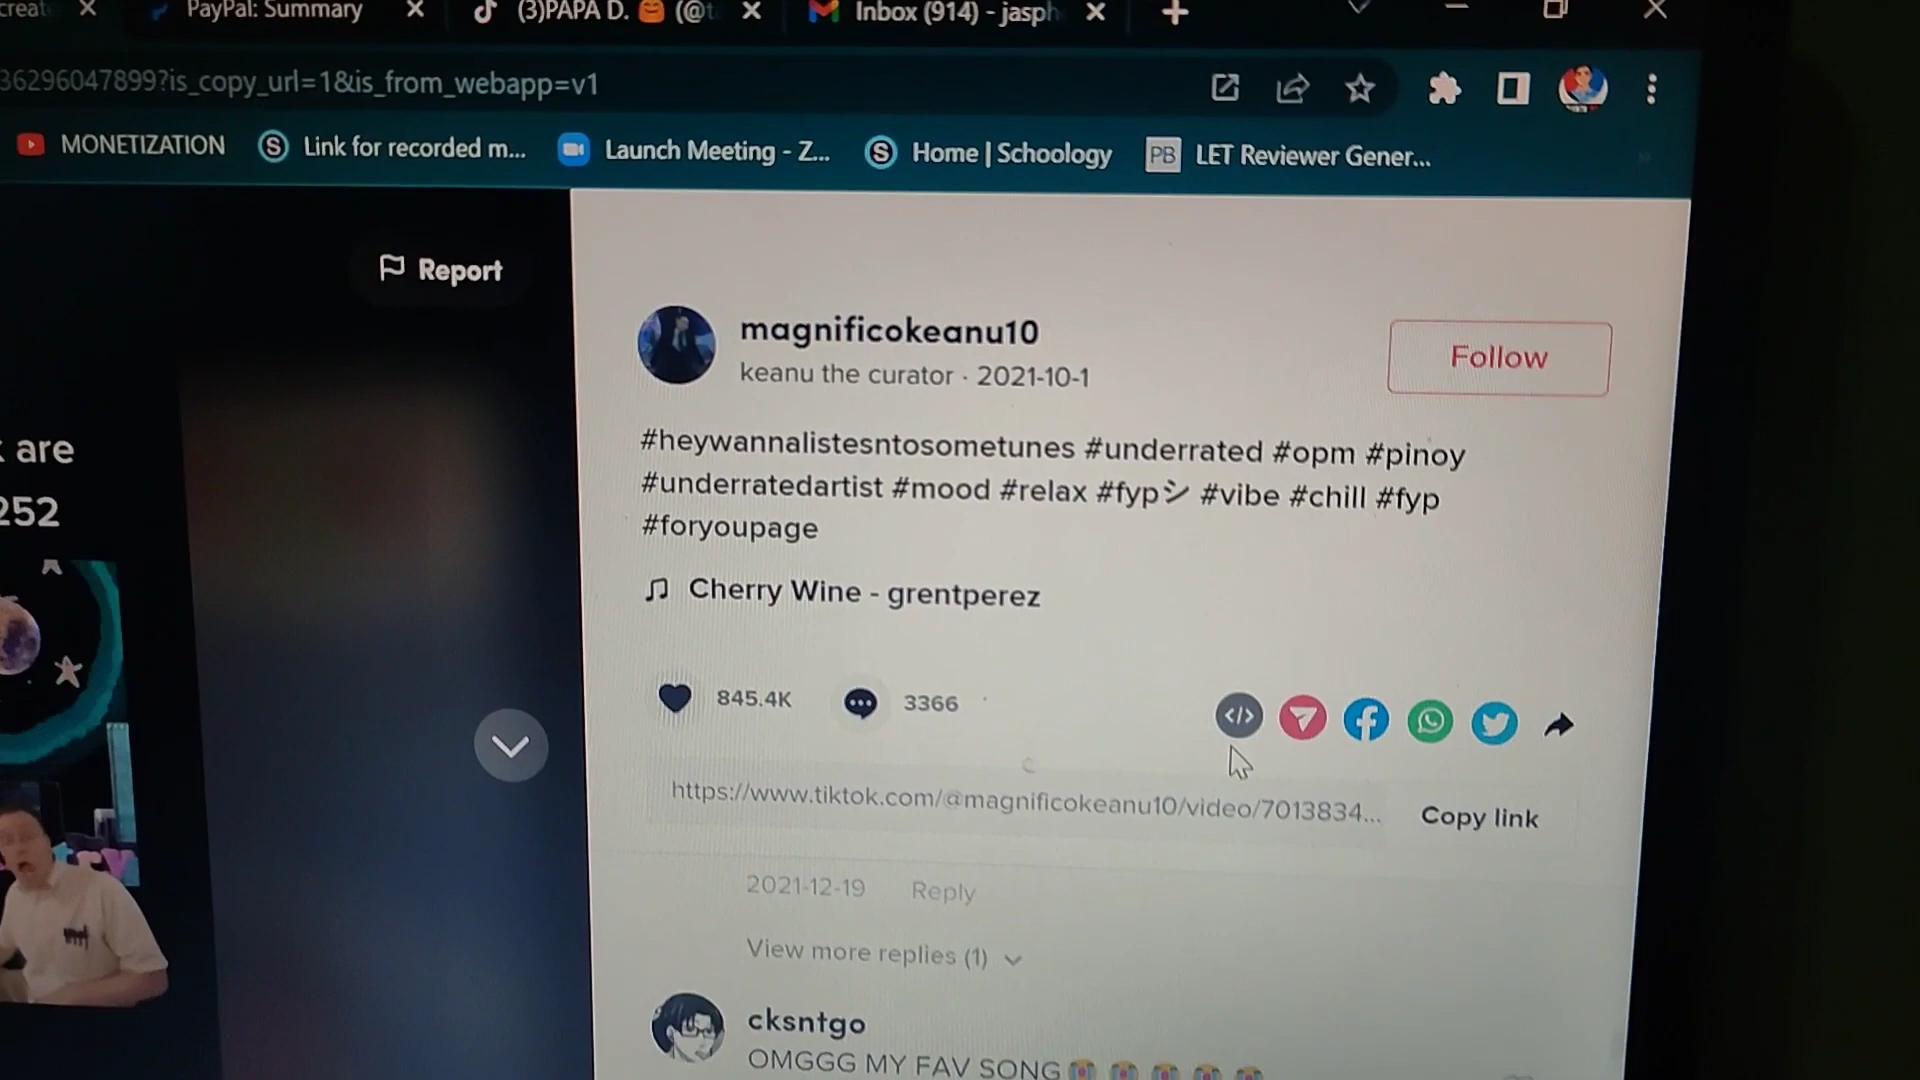 creat
PayPal: Summary
(3)PAPA D. 🤗 (@t
Inbox (914) - jasph
36296047899?is_copy_url=1&is_from_webapp=v1
MONETIZATION
Link for recorded m...
Launch Meeting - Z...
Home | Schoology
PB LET Reviewer Gener...
Report
are
252
magnificokeanu10
keanu the curator · 2021-10-1
Follow
#heywannalistesntosometunes #underrated #opm #pinoy
#underratedartist #mood #relax #fypシ #vibe #chill #fyp
#foryoupage
Cherry Wine - grentperez
845.4K
3366
https://www.tiktok.com/@magnificokeanu10/video/7013834...
Copy link
2021-12-19 Reply
View more replies (1)
cksntgo
OMGGG MY FAV SONG 😭 😭 😭 😭 😭